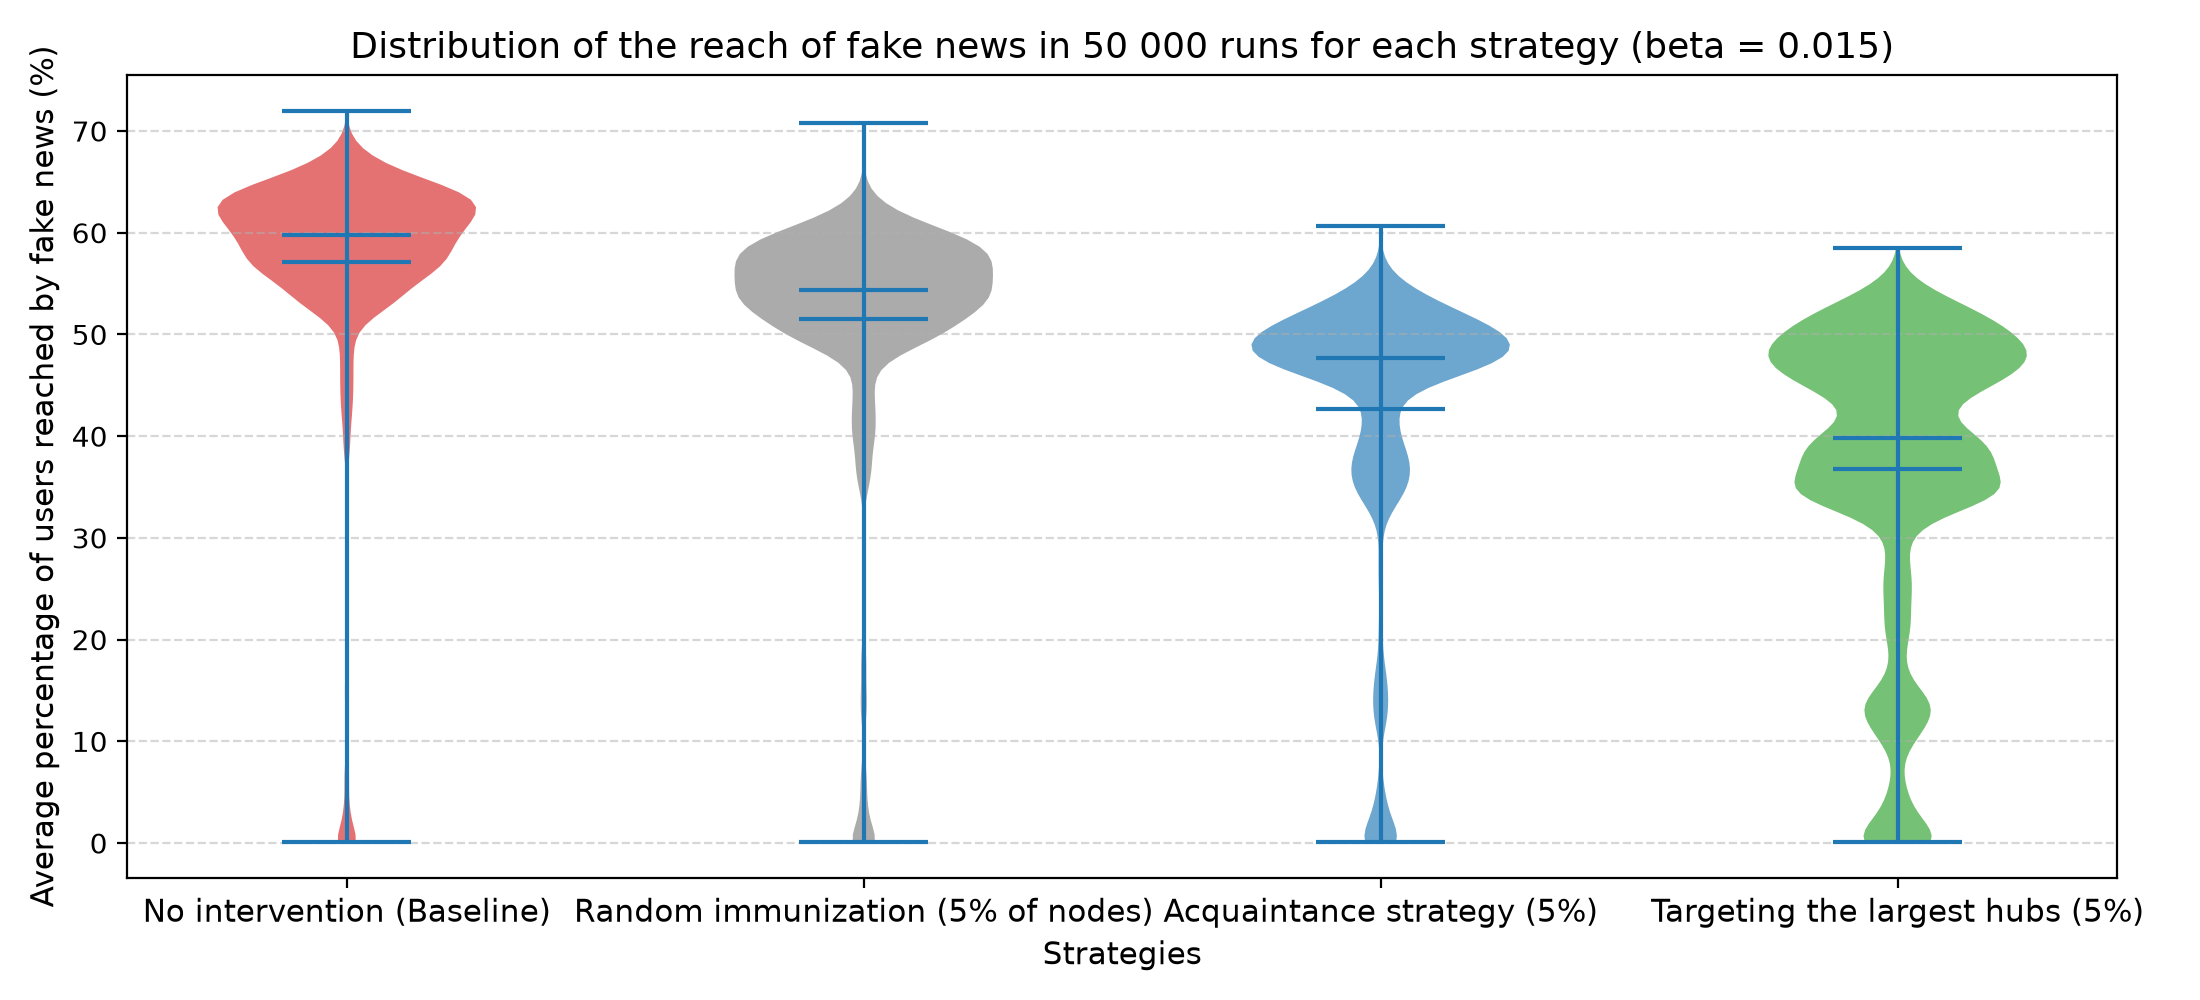 Distribution of the reach of fake news in 50 000 runs for each strategy (beta = 0.015)
Average percentage of users reached by fake news (%)
70
60
50
40
30
20
10
0
No intervention (Baseline)
Random immunization (5% of nodes)
Acquaintance strategy (5%)
Targeting the largest hubs (5%)
Strategies